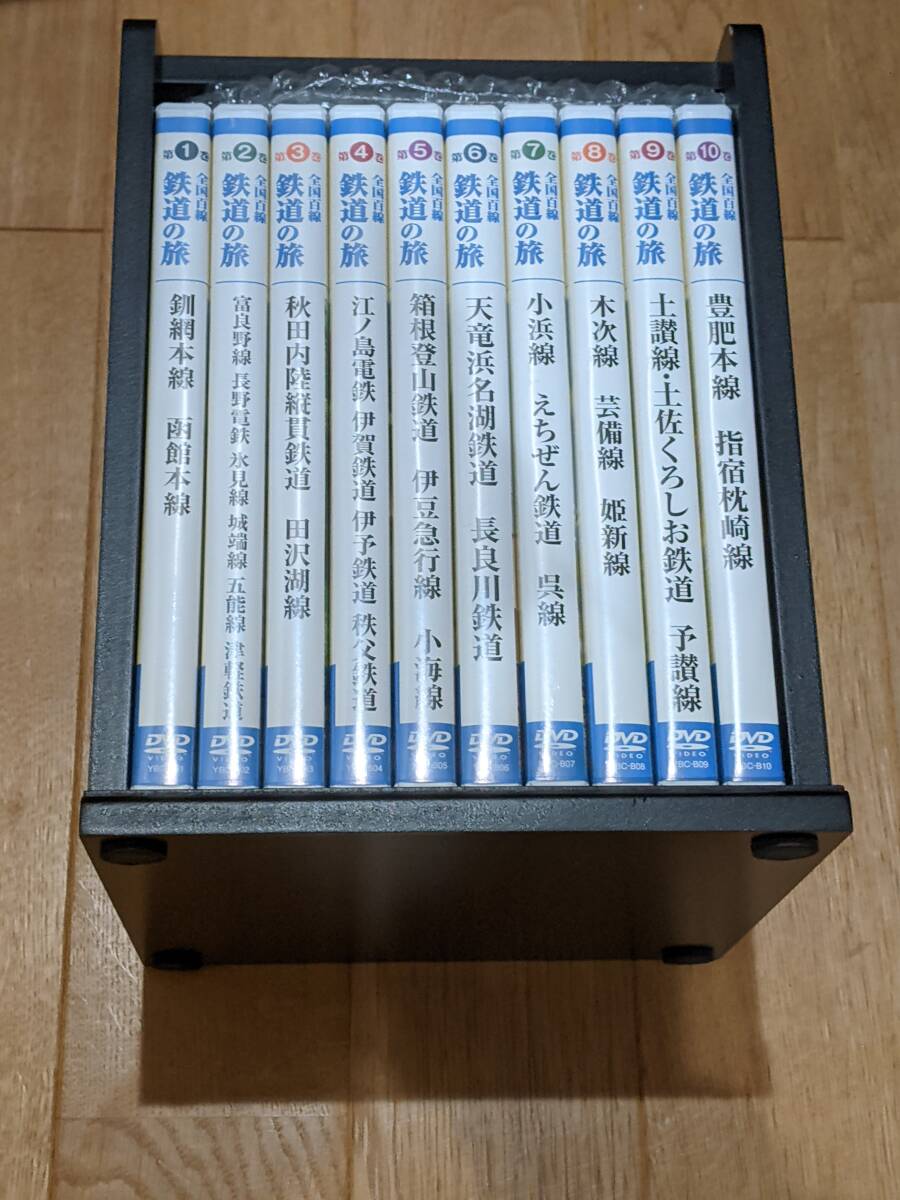 第1巻
全国百線
鉄道の旅
釧網本線 函館本線
DVD
VIDEO
第2巻
全国百線
鉄道の旅
富良野線 長野電鉄 氷見線 城端線 五能線 津軽鉄道
DVD
VIDEO
第3巻
全国百線
鉄道の旅
秋田内陸縦貫鉄道 田沢湖線
DVD
VIDEO
第4巻
全国百線
鉄道の旅
江ノ島電鉄 伊賀鉄道 伊予鉄道 秩父鉄道
DVD
VIDEO
第5巻
全国百線
鉄道の旅
箱根登山鉄道 伊豆急行線 小海線
DVD
VIDEO
第6巻
全国百線
鉄道の旅
天竜浜名湖鉄道 長良川鉄道
DVD
VIDEO
第7巻
全国百線
鉄道の旅
小浜線 えちぜん鉄道 呉線
DVD
VIDEO
第8巻
全国百線
鉄道の旅
木次線 芸備線 姫新線
DVD
VIDEO
YBC-B08
第9巻
全国百線
鉄道の旅
土讃線・土佐くろしお鉄道 予讃線
DVD
VIDEO
YBC-B09
第10巻
全国百線
鉄道の旅
豊肥本線 指宿枕崎線
DVD
VIDEO
YBC-B10